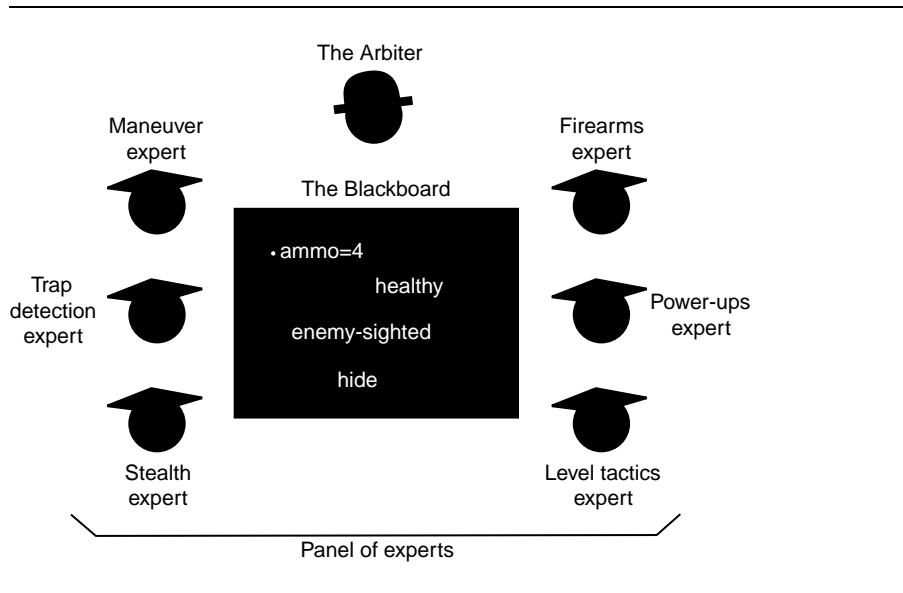 The Arbiter
Maneuver
expert
Firearms
expert
The Blackboard
• ammo=4
healthy
enemy-sighted
hide
Trap
detection
expert
Power-ups
expert
Stealth
expert
Level tactics
expert
Panel of experts